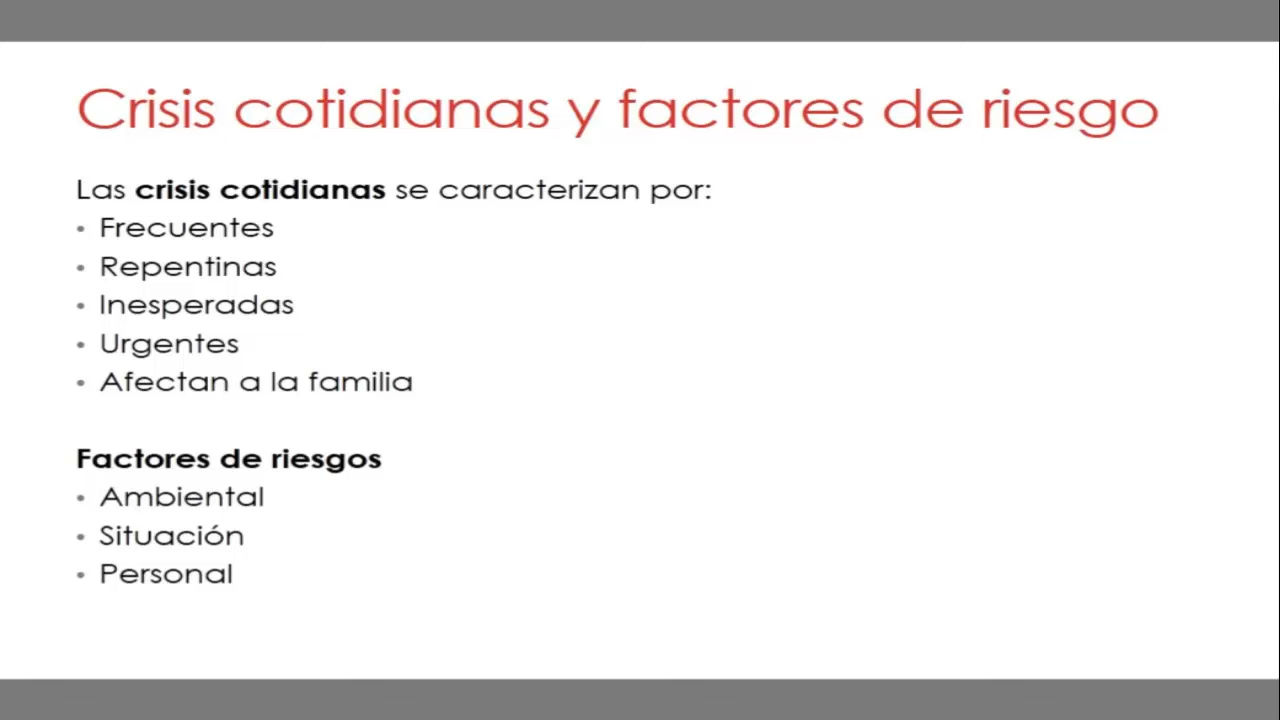 Crisis cotidianas y factores de riesgo
Las crisis cotidianas se caracterizan por:
• Frecuentes
• Repentinas
• Inesperadas
• Urgentes
• Afectan a la familia
Factores de riesgos
• Ambiental
• Situación
• Personal